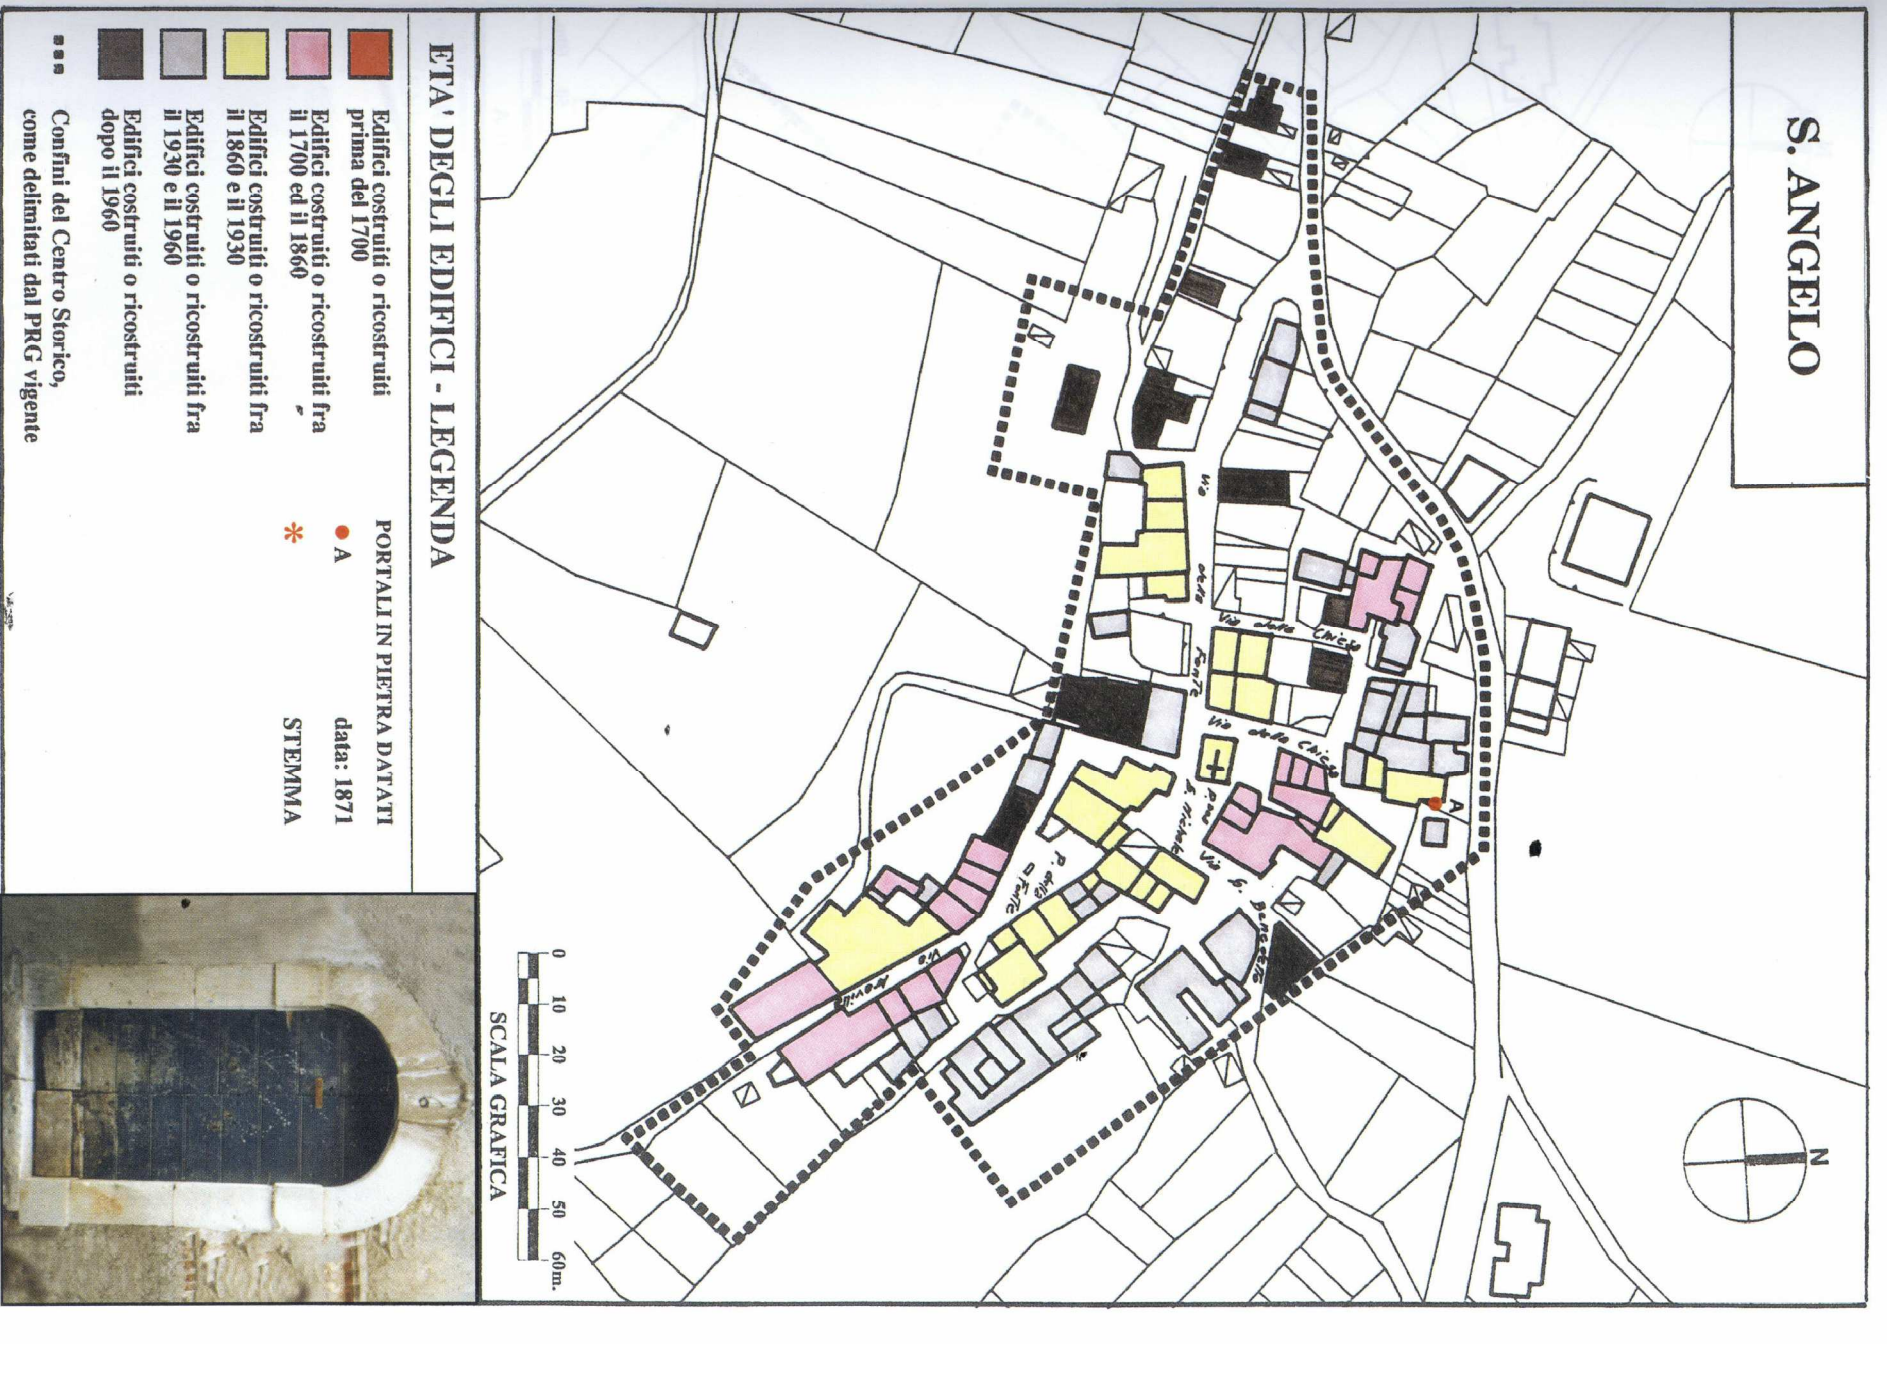 S. ANGELO
N
Via della Fonte
Via della Chiesa
Via della Chiesa
A
P. della
Fonte
Via
0 10 20 30 40 50 60m.
SCALA GRAFICA
ETA' DEGLI EDIFICI - LEGENDA
Edifici costruiti o ricostruiti
prima del 1700
Edifici costruiti o ricostruiti fra
il 1700 ed il 1860
Edifici costruiti o ricostruiti fra
il 1860 e il 1930
Edifici costruiti o ricostruiti fra
il 1930 e il 1960
Edifici costruiti o ricostruiti
dopo il 1960
Confini del Centro Storico,
come delimitati dal PRG vigente
PORTALI IN PIETRA DATATI
A data: 1871
* STEMMA